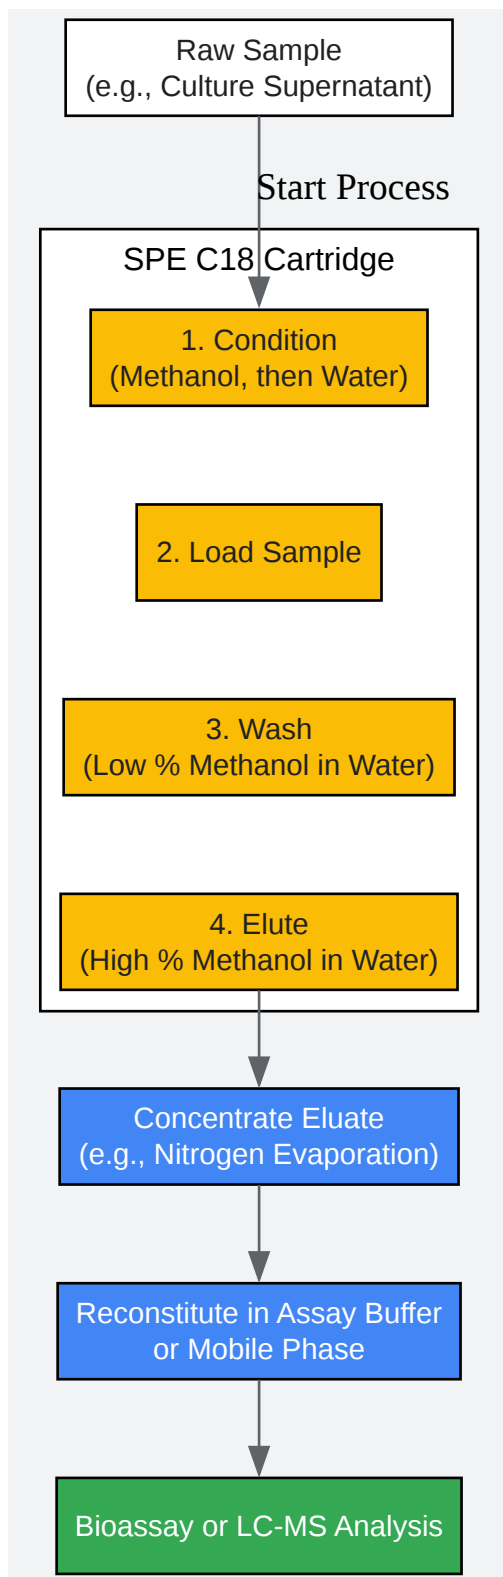 Raw Sample
(e.g., Culture Supernatant)
Start Process
SPE C18 Cartridge
1. Condition
(Methanol, then Water)
2. Load Sample
3. Wash
(Low % Methanol in Water)
4. Elute
(High % Methanol in Water)
Concentrate Eluate
(e.g., Nitrogen Evaporation)
Reconstitute in Assay Buffer
or Mobile Phase
Bioassay or LC-MS Analysis